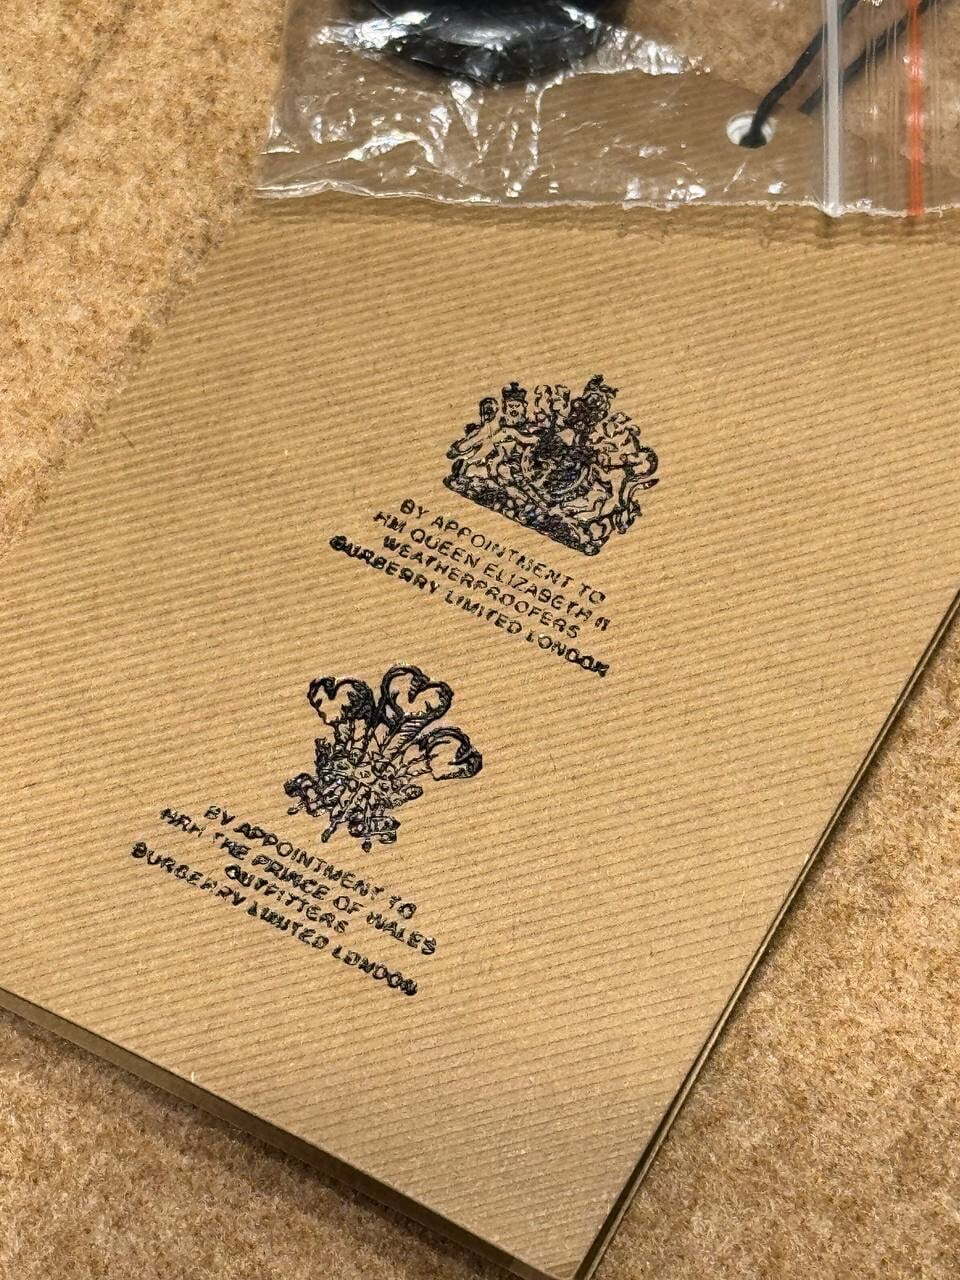 BY APPOINTMENT TO
HM QUEEN ELIZABETH II
WEATHERPROOFERS
BURBERRY LIMITED LONDON
BY APPOINTMENT TO
HRH THE PRINCE OF WALES
OUTFITTERS
BURBERRY LIMITED LONDON